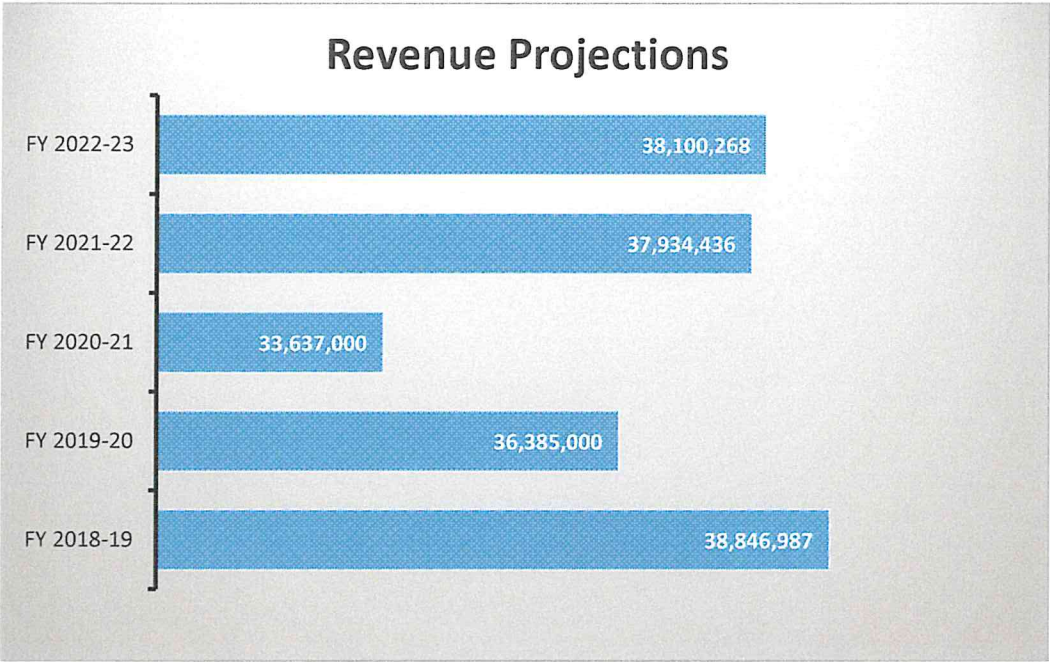 Revenue Projections
FY 2022-23
38,100,268
FY 2021-22
37,934,436
FY 2020-21
33,637,000
FY 2019-20
36,385,000
FY 2018-19
38,846,987